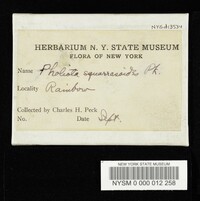 HERBARIUM N. Y. STATE MUSEUM
FLORA OF NEW YORK
Name Pholiota squarrosoides Pk.
Locality Rainbow
Collected by Charles H. Peck
No. Date Sept.
NEW YORK STATE MUSEUM
NYSM 0 000 012 258